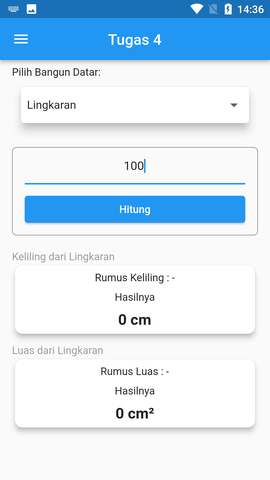 14:36
Tugas 4
Pilih Bangun Datar:
Lingkaran
100
Hitung
Keliling dari Lingkaran
Rumus Keliling : -
Hasilnya
0 cm
Luas dari Lingkaran
Rumus Luas : -
Hasilnya
0 cm²